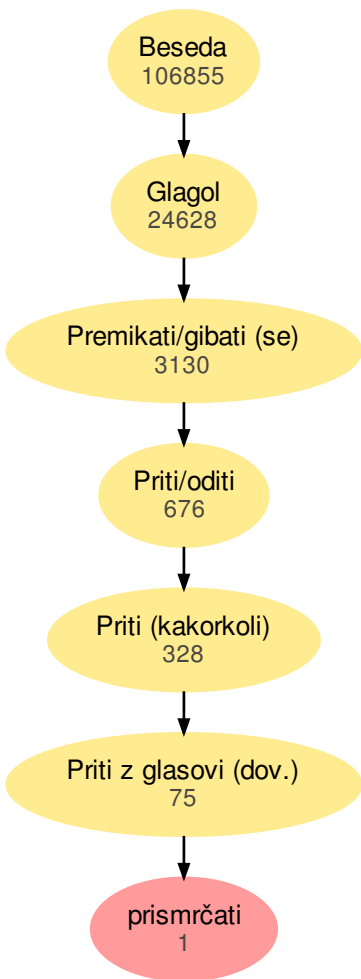 Beseda
106855
Glagol
24628
Premikati/gibati (se)
3130
Priti/oditi
676
Priti (kakorkoli)
328
Priti z glasovi (dov.)
75
prismrčati
1